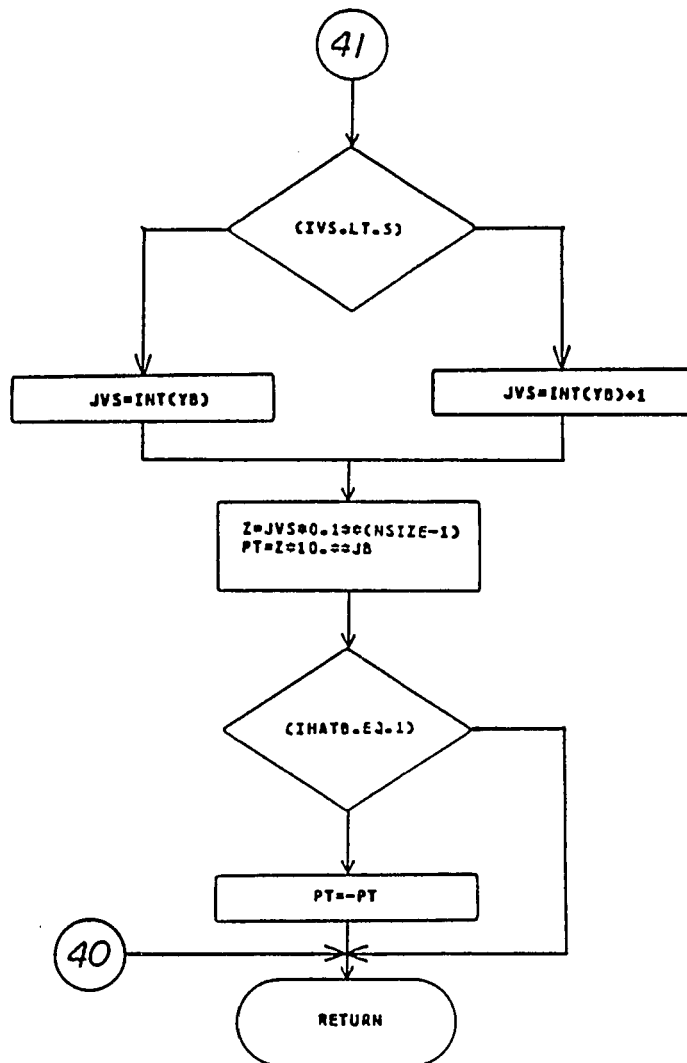 41
(IVS.LT.5)
JVS=INT(YB)
JVS=INT(YB)+1
Z=JVS*0.1**(NSIZE-1)
PT=Z*10.**JB
(IHATB.EQ.1)
PT=-PT
40
RETURN